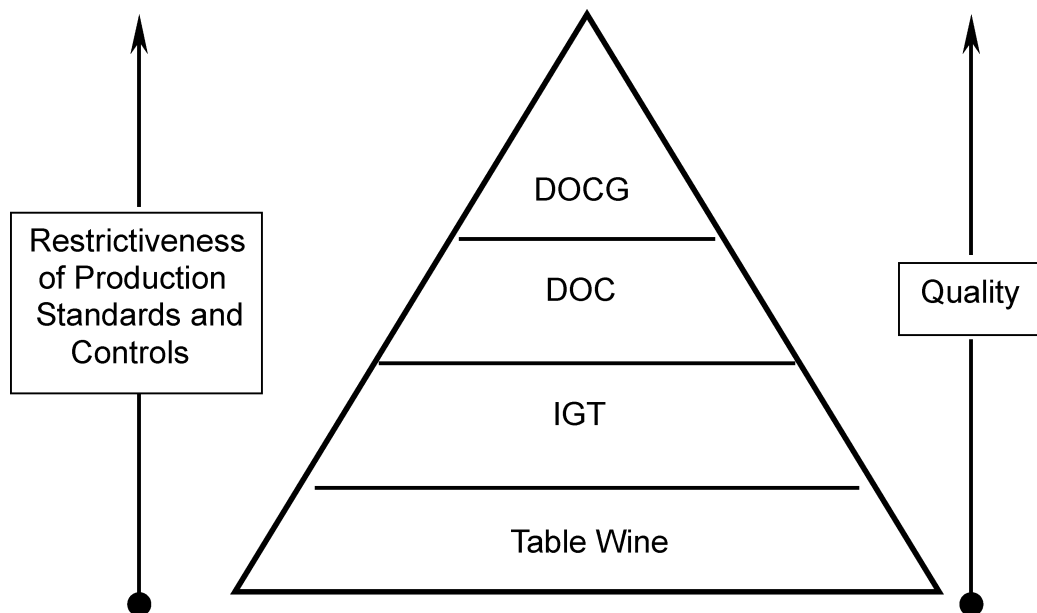 DOCG
Restrictiveness
of Production
Standards and
Controls
DOC
Quality
IGT
Table Wine